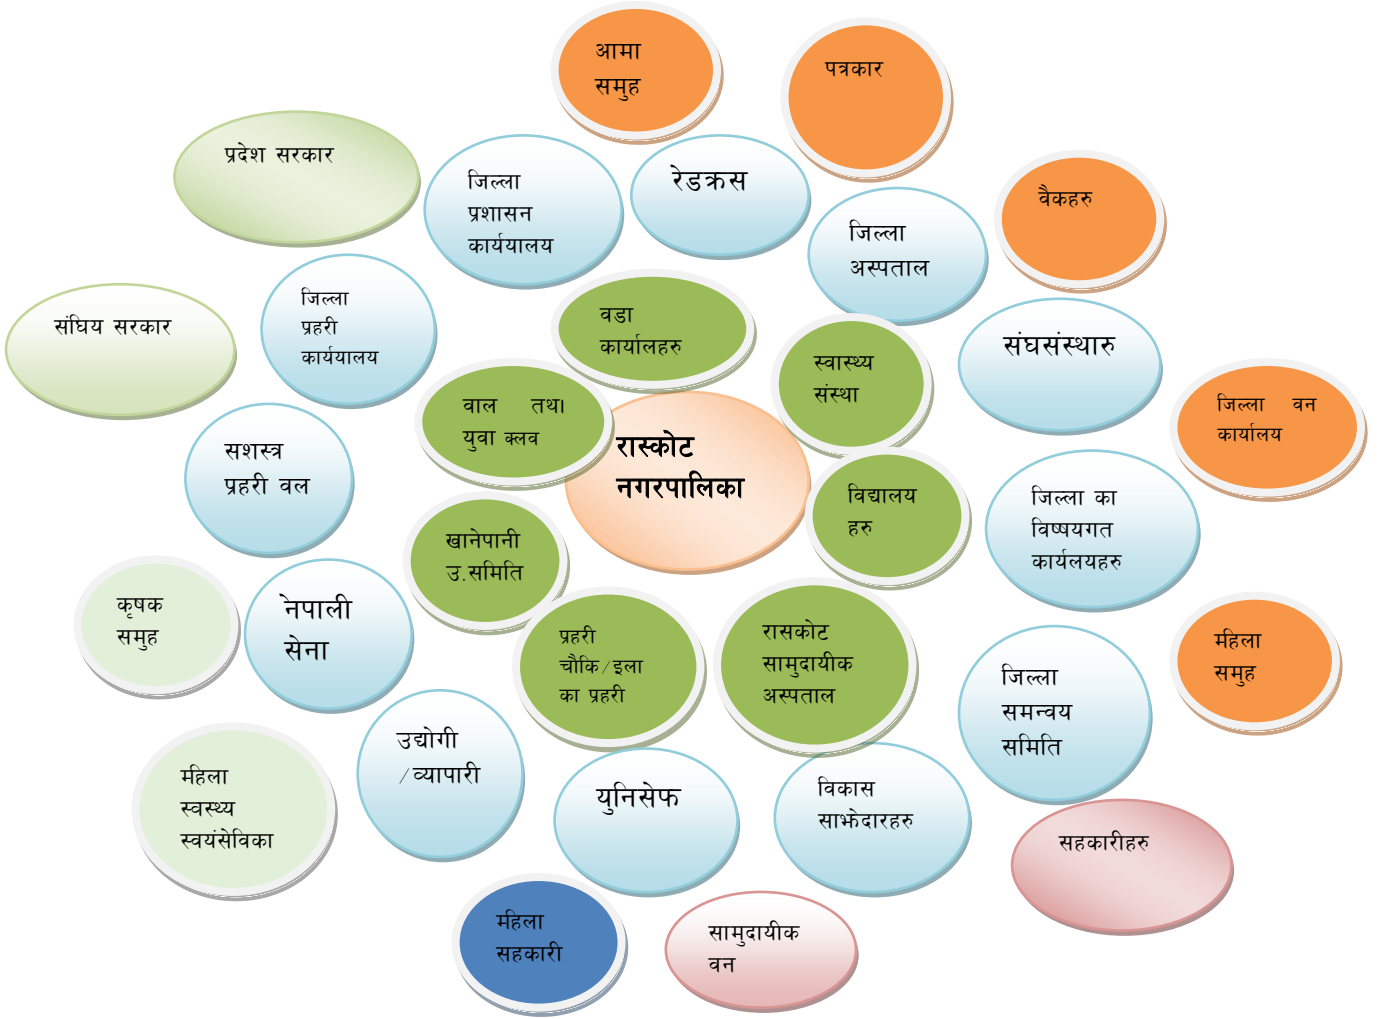 आमा
समुह
पत्रकार
प्रदेश सरकार
जिल्ला
प्रशासन
कार्ययालय
रेडक्रस
वैकहरु
जिल्ला
अस्पताल
संघिय सरकार
जिल्ला
प्रहरी
कार्ययालय
वडा
कार्यालहरु
स्वास्थ्य
संस्था
संघसंस्थारु
वाल तथा
युवा क्लव
रास्कोट
नगरपालिका
जिल्ला वन
कार्यालय
सशस्त्र
प्रहरी वल
खानेपानी
उ.समिति
विद्यालय
हरु
जिल्ला का
विष्षयगत
कार्यलयहरु
कृषक
समुह
नेपाली
सेना
प्रहरी
चौकि/इला
का प्रहरी
रासकोट
सामुदायीक
अस्पताल
जिल्ला
समन्वय
समिति
महिला
समुह
महिला
स्वस्थ्य
स्वयंसेविका
उद्योगी
/व्यापारी
युनिसेफ
विकास
साझेदारहरु
सहकारीहरु
महिला
सहकारी
सामुदायीक
वन